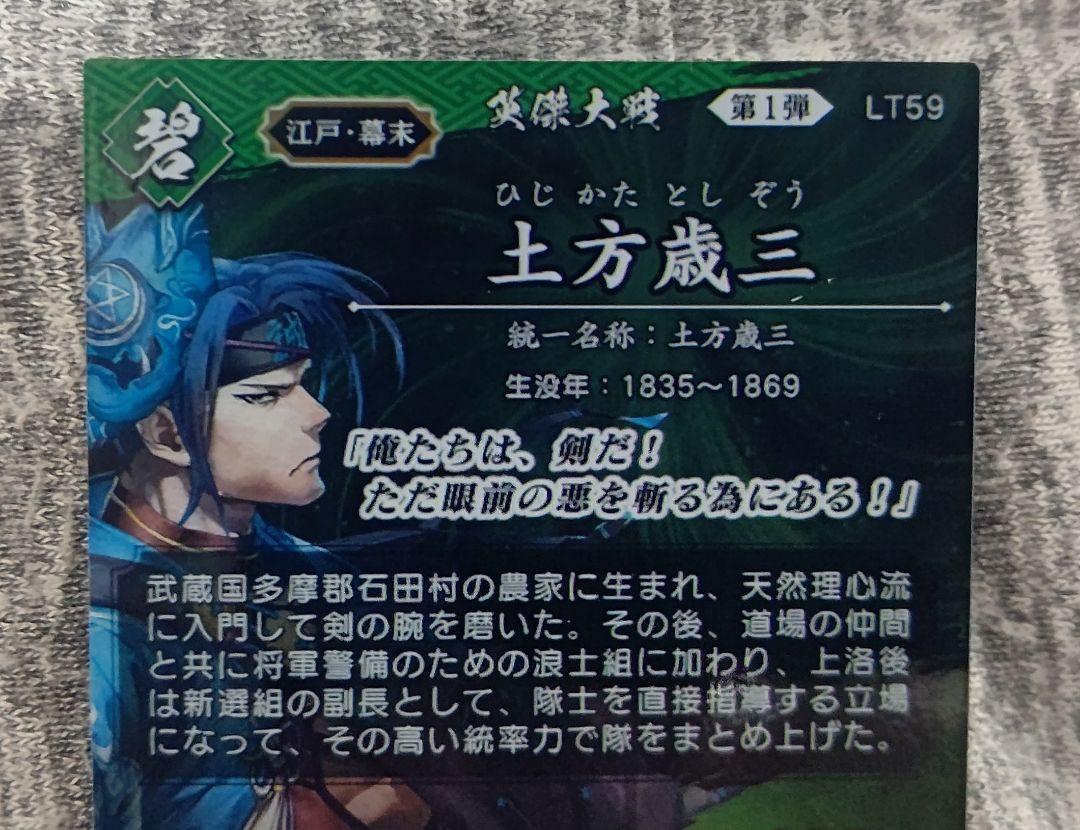 碧
江戸・幕末
英傑大戦
第1弾
LT59
ひじ かた とし ぞう
土方歳三
統一名称：土方歳三
生没年：1835～1869
『俺たちは、剣だ！
ただ眼前の悪を斬る為にある！』
武蔵国多摩郡石田村の農家に生まれ、天然理心流
に入門して剣の腕を磨いた。その後、道場の仲間
と共に将軍警備のための浪士組に加わり、上洛後
は新選組の副長として、隊士を直接指導する立場
になって、その高い統率力で隊をまとめ上げた。